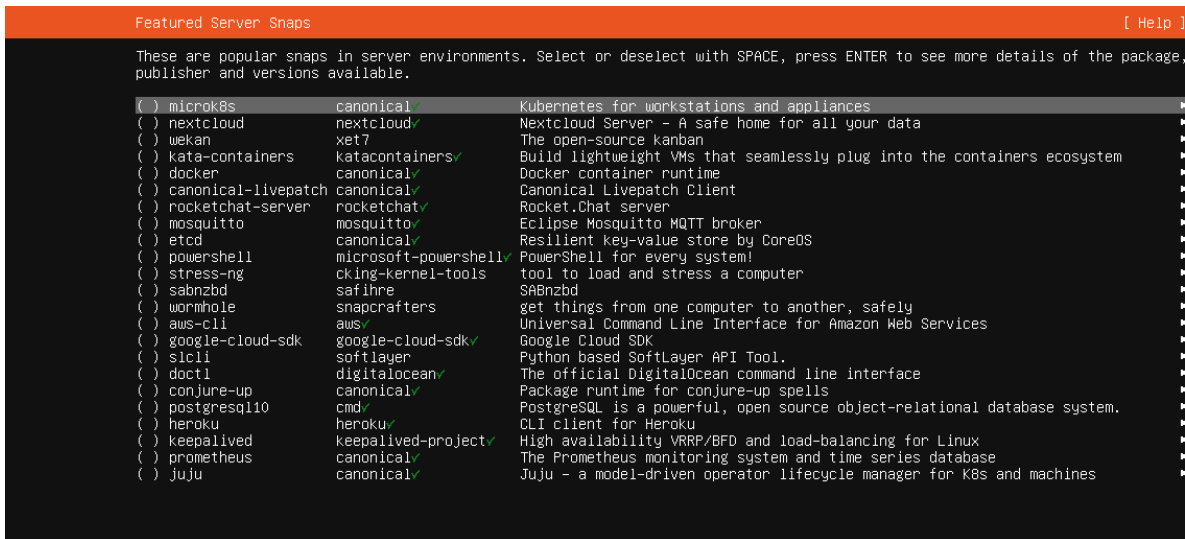 Featured Server Snaps [ Help ]
These are popular snaps in server environments. Select or deselect with SPACE, press ENTER to see more details of the package,
publisher and versions available.
( ) microk8s canonical✓ Kubernetes for workstations and appliances ▸
( ) nextcloud nextcloud✓ Nextcloud Server – A safe home for all your data ▸
( ) wekan xet7 The open-source kanban ▸
( ) kata-containers katacontainers✓ Build lightweight VMs that seamlessly plug into the containers ecosystem ▸
( ) docker canonical✓ Docker container runtime ▸
( ) canonical-livepatch canonical✓ Canonical Livepatch Client ▸
( ) rocketchat-server rocketchat✓ Rocket.Chat server ▸
( ) mosquitto mosquitto✓ Eclipse Mosquitto MQTT broker ▸
( ) etcd canonical✓ Resilient key-value store by CoreOS ▸
( ) powershell microsoft-powershell✓ PowerShell for every system! ▸
( ) stress-ng cking-kernel-tools tool to load and stress a computer ▸
( ) sabnzbd safihre SABnzbd ▸
( ) wormhole snapcrafters get things from one computer to another, safely ▸
( ) aws-cli aws✓ Universal Command Line Interface for Amazon Web Services ▸
( ) google-cloud-sdk google-cloud-sdk✓ Google Cloud SDK ▸
( ) slcli softlayer Python based SoftLayer API Tool. ▸
( ) doctl digitalocean✓ The official DigitalOcean command line interface ▸
( ) conjure-up canonical✓ Package runtime for conjure-up spells ▸
( ) postgresql10 cmd✓ PostgreSQL is a powerful, open source object-relational database system. ▸
( ) heroku heroku✓ CLI client for Heroku ▸
( ) keepalived keepalived-project✓ High availability VRRP/BFD and load-balancing for Linux ▸
( ) prometheus canonical✓ The Prometheus monitoring system and time series database ▸
( ) juju canonical✓ Juju – a model-driven operator lifecycle manager for K8s and machines ▸